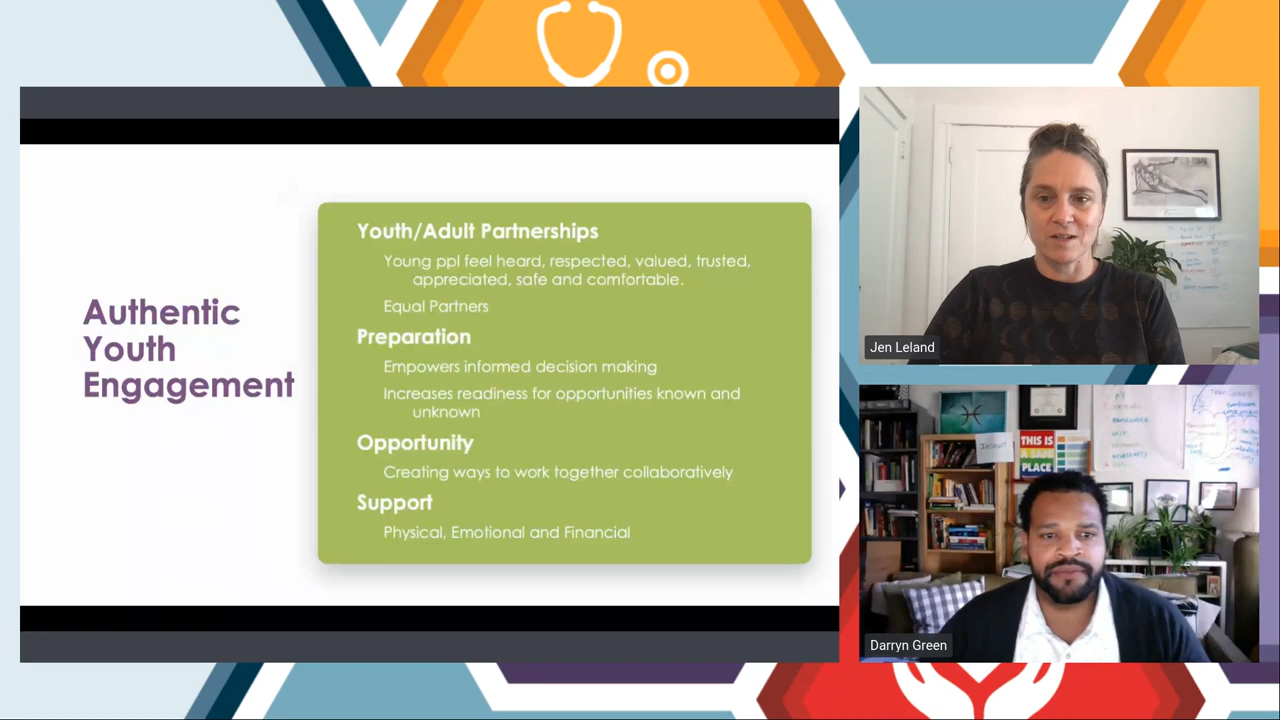 Authentic
Youth
Engagement
Youth/Adult Partnerships
Young ppl feel heard, respected, valued, trusted,
appreciated, safe and comfortable.
Equal Partners
Preparation
Empowers informed decision making
Increases readiness for opportunities known and
unknown
Opportunity
Creating ways to work together collaboratively
Support
Physical, Emotional and Financial
Jen Leland
THIS IS
A SAFE
PLACE
Darryn Green